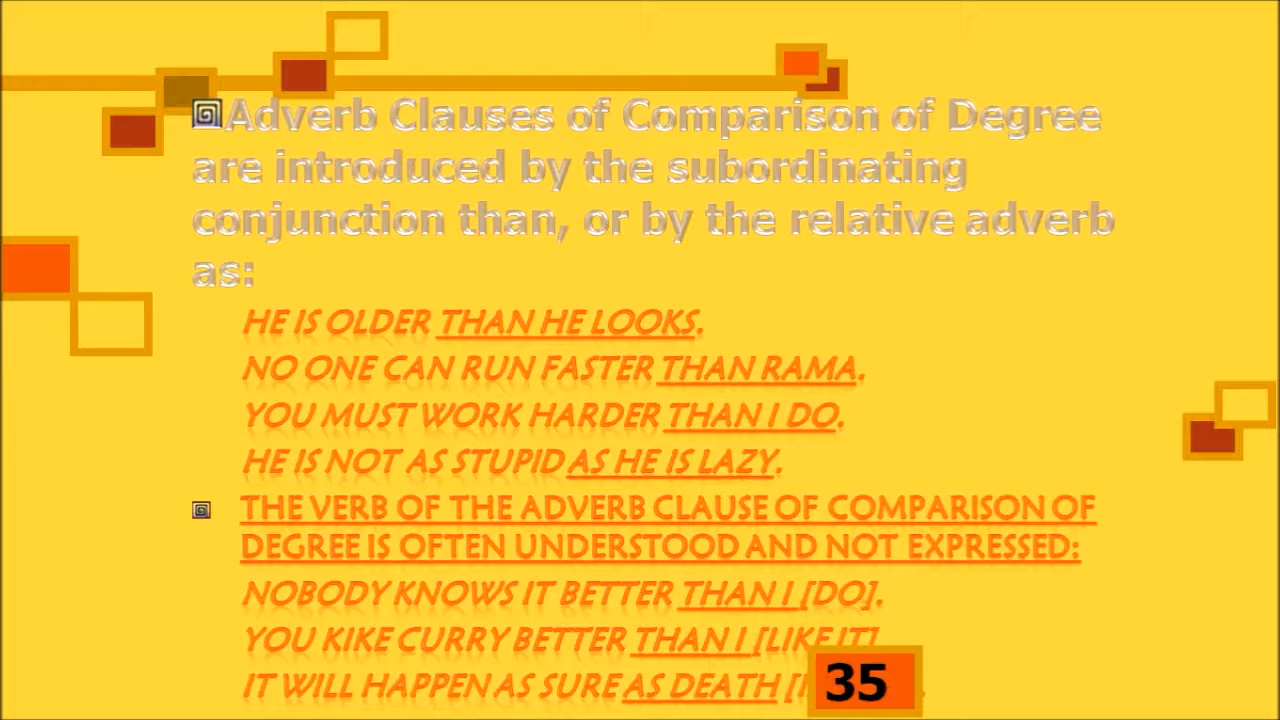 Adverb Clauses of Comparison of Degree
are introduced by the subordinating
conjunction than, or by the relative adverb
as:
HE IS OLDER THAN HE LOOKS.
NO ONE CAN RUN FASTER THAN RAMA.
YOU MUST WORK HARDER THAN I DO.
HE IS NOT AS STUPID AS HE IS LAZY.
THE VERB OF THE ADVERB CLAUSE OF COMPARISON OF
DEGREE IS OFTEN UNDERSTOOD AND NOT EXPRESSED:
NOBODY KNOWS IT BETTER THAN I [DO].
YOU KIKE CURRY BETTER THAN I [LIKE IT]
IT WILL HAPPEN AS SURE AS DEATH [
35